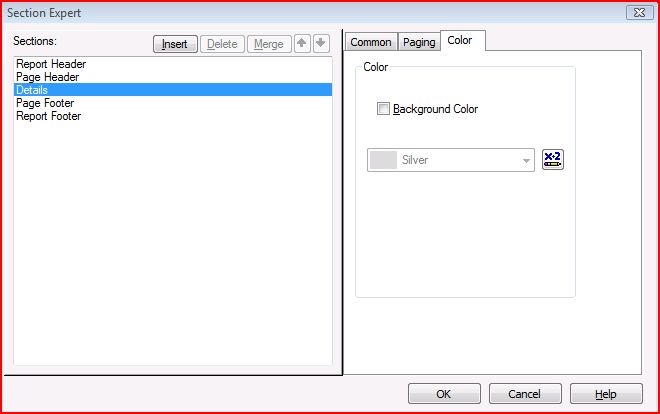 Section Expert
Sections:
Insert
Delete
Merge
Report Header
Page Header
Details
Page Footer
Report Footer
Common
Paging
Color
Color
Background Color
Silver
X-2
OK
Cancel
Help